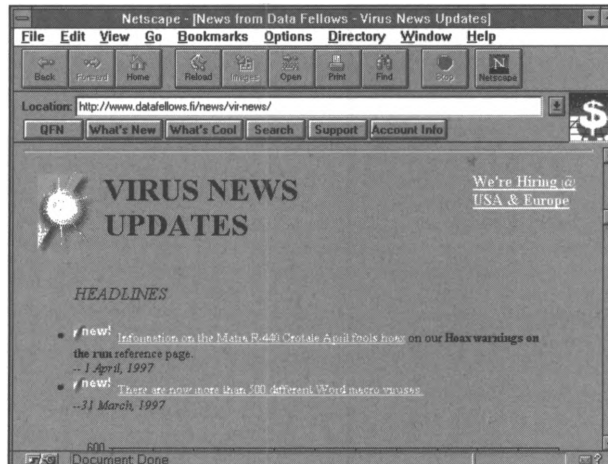 Netscape - [News from Data Fellows - Virus News Updates]
File Edit View Go Bookmarks Options Directory Window Help
Back Forward Home Reload Images Open Print Find Stop Netscape
N
Location: http://www.datafellows.fi/news/vir-news/
QFN What's New What's Cool Search Support Account Info
$
VIRUS NEWS
UPDATES
We're Hiring @
USA & Europe
HEADLINES
new! Information on the Matra R-440 Crotale April fools hoax on our Hoax warnings on
the run reference page.
-- 1 April, 1997
new! There are now more than 500 different Word macro viruses.
--31 March, 1997
600
Document Done
?